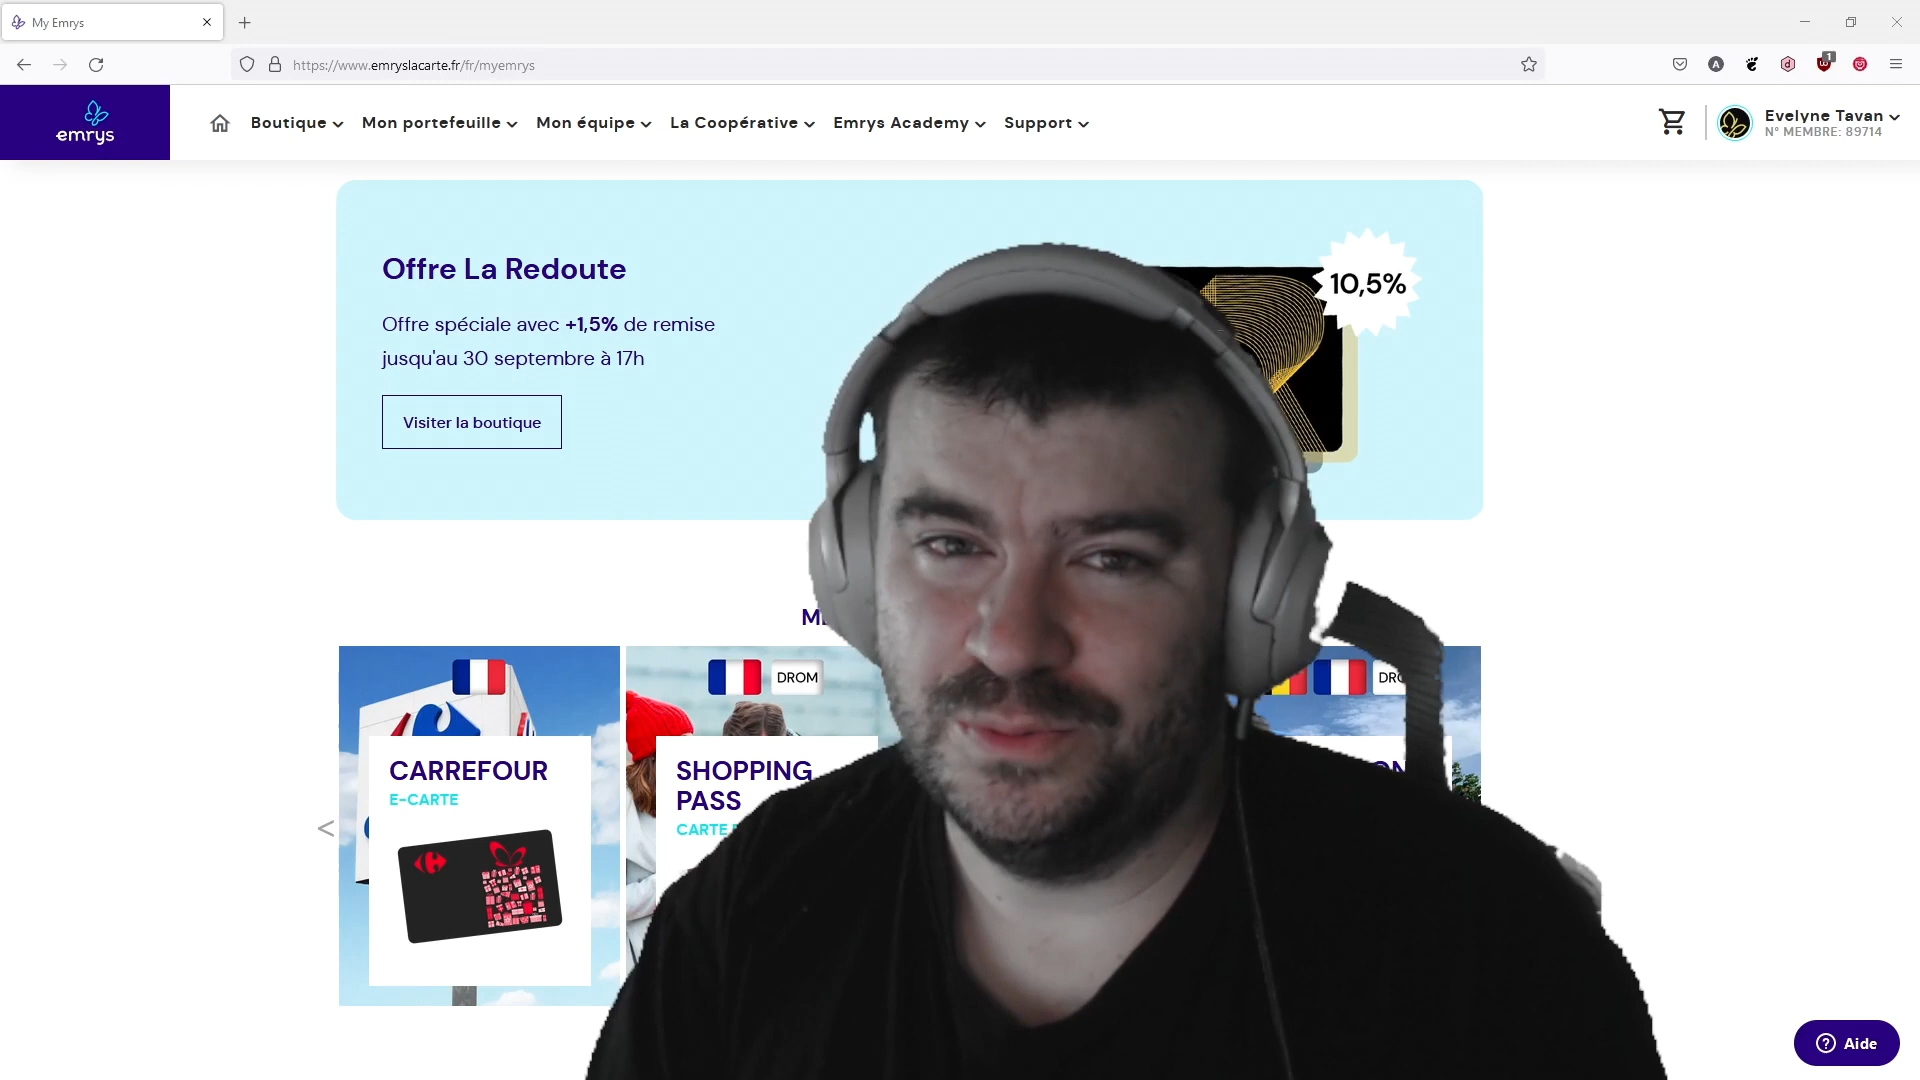 My Emrys
https://www.emryslacarte.fr/fr/myemrys
1
emrys
Boutique
Mon portefeuille
Mon équipe
La Coopérative
Emrys Academy
Support
Evelyne Tavan
N° MEMBRE: 89714
Offre La Redoute
Offre spéciale avec +1,5% de remise
jusqu'au 30 septembre à 17h
Visiter la boutique
10,5%
DROM
CARREFOUR
E-CARTE
SHOPPING
PASS
CARTE
<
Aide